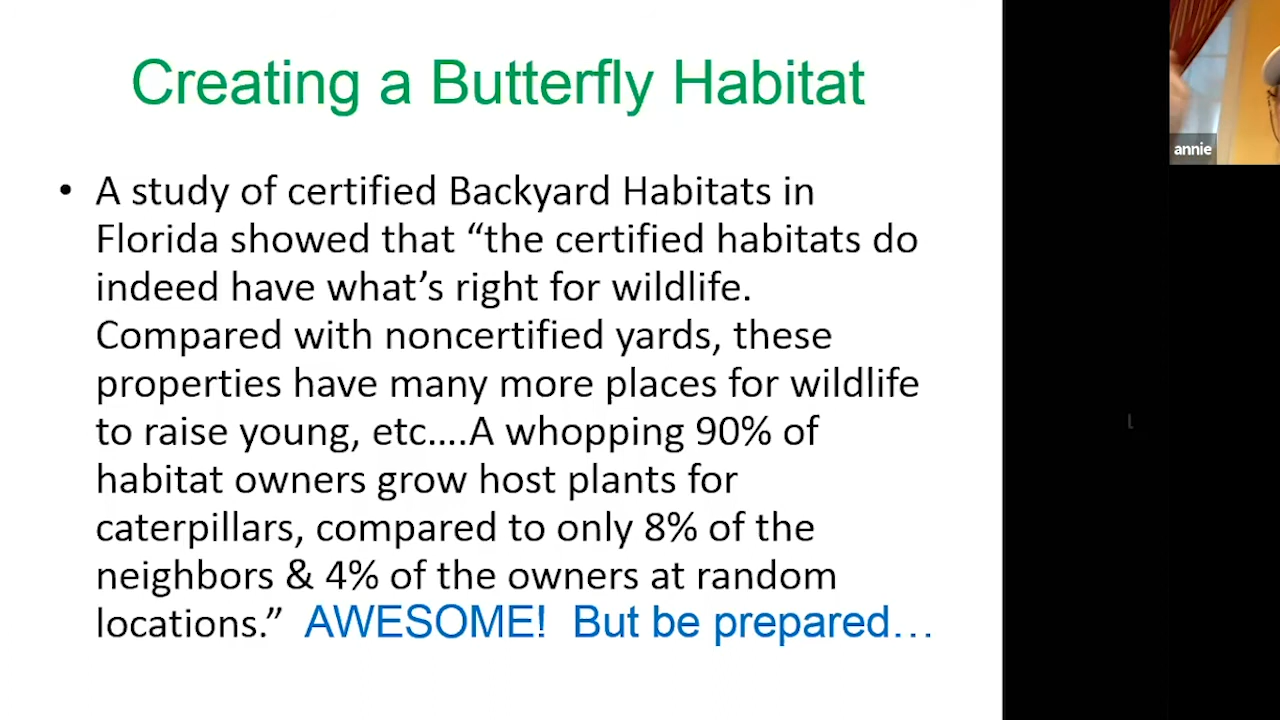 Creating a Butterfly Habitat
• A study of certified Backyard Habitats in
Florida showed that “the certified habitats do
indeed have what’s right for wildlife.
Compared with noncertified yards, these
properties have many more places for wildlife
to raise young, etc….A whopping 90% of
habitat owners grow host plants for
caterpillars, compared to only 8% of the
neighbors & 4% of the owners at random
locations.” AWESOME! But be prepared…
annie
L